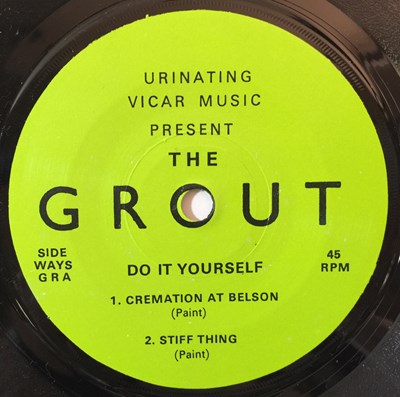 URINATING
VICAR MUSIC
PRESENT
THE
GROUT
SIDE
WAYS
GRA
45
RPM
DO IT YOURSELF
1. CREMATION AT BELSON
(Paint)
2. STIFF THING
(Paint)